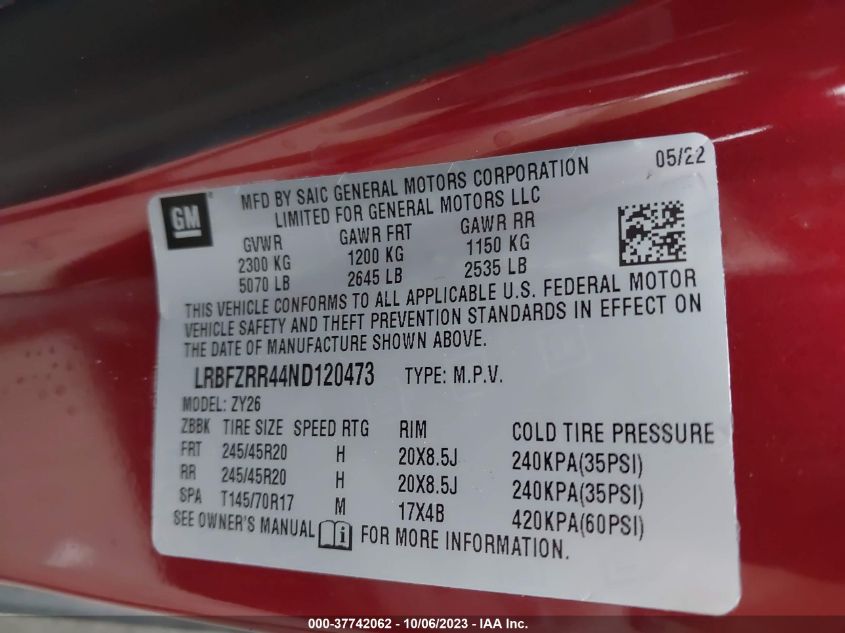 05/22
GM
MFD BY SAIC GENERAL MOTORS CORPORATION
LIMITED FOR GENERAL MOTORS LLC
GVWR GAWR FRT GAWR RR
2300 KG 1200 KG 1150 KG
5070 LB 2645 LB 2535 LB
THIS VEHICLE CONFORMS TO ALL APPLICABLE U.S. FEDERAL MOTOR
VEHICLE SAFETY AND THEFT PREVENTION STANDARDS IN EFFECT ON
THE DATE OF MANUFACTURE SHOWN ABOVE.
LRBFZRR44ND120473 TYPE: M.P.V.
MODEL: ZY26
ZBBK TIRE SIZE SPEED RTG RIM COLD TIRE PRESSURE
FRT 245/45R20 H 20X8.5J 240KPA(35PSI)
RR 245/45R20 H 20X8.5J 240KPA(35PSI)
SPA T145/70R17 M 17X4B 420KPA(60PSI)
SEE OWNER'S MANUAL i FOR MORE INFORMATION.
000-37742062 - 10/06/2023 - IAA Inc.